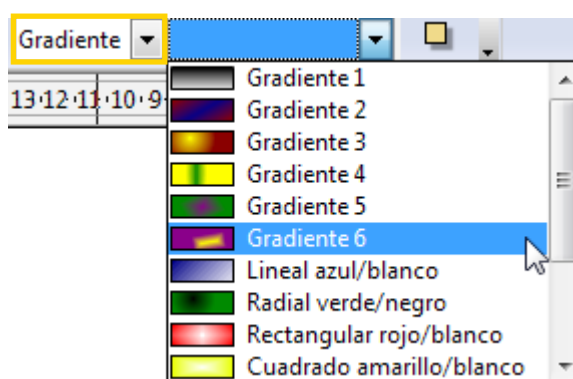 Gradiente
13·12·11·10·9·
Gradiente 1
Gradiente 2
Gradiente 3
Gradiente 4
Gradiente 5
Gradiente 6
Lineal azul/blanco
Radial verde/negro
Rectangular rojo/blanco
Cuadrado amarillo/blanco